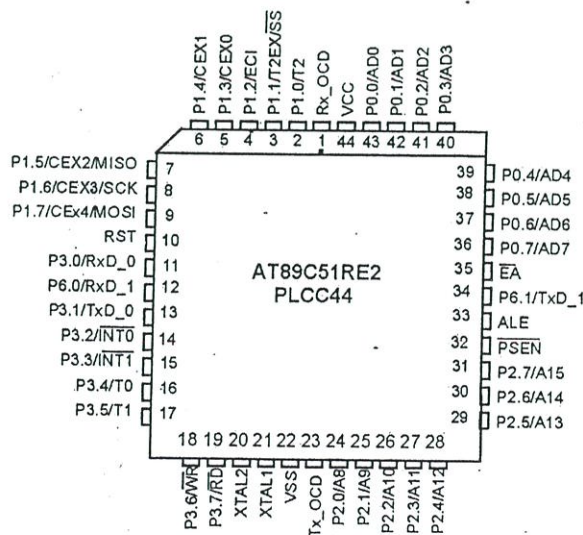 P1.4/CEX1
P1.3/CEX0
P1.2/ECI
P1.1/T2EX/SS
P1.0/T2
Rx_OCD
VCC
P0.0/AD0
P0.1/AD1
P0.2/AD2
P0.3/AD3
6 5 4 3 2 1 44 43 42 41 40
P1.5/CEX2/MISO 7
P1.6/CEX3/SCK 8
P1.7/CEx4/MOSI 9
RST 10
P3.0/RxD_0 11
P6.0/RxD_1 12
P3.1/TxD_0 13
P3.2/INT0 14
P3.3/INT1 15
P3.4/T0 16
P3.5/T1 17
AT89C51RE2
PLCC44
39 P0.4/AD4
38 P0.5/AD5
37 P0.6/AD6
36 P0.7/AD7
35 EA
34 P6.1/TxD_1
33 ALE
32 PSEN
31 P2.7/A15
30 P2.6/A14
29 P2.5/A13
18 19 20 21 22 23 24 25 26 27 28
P3.6/WR
P3.7/RD
XTAL2
XTAL1
VSS
Tx_OCD
P2.0/A8
P2.1/A9
P2.2/A10
P2.3/A11
P2.4/A12